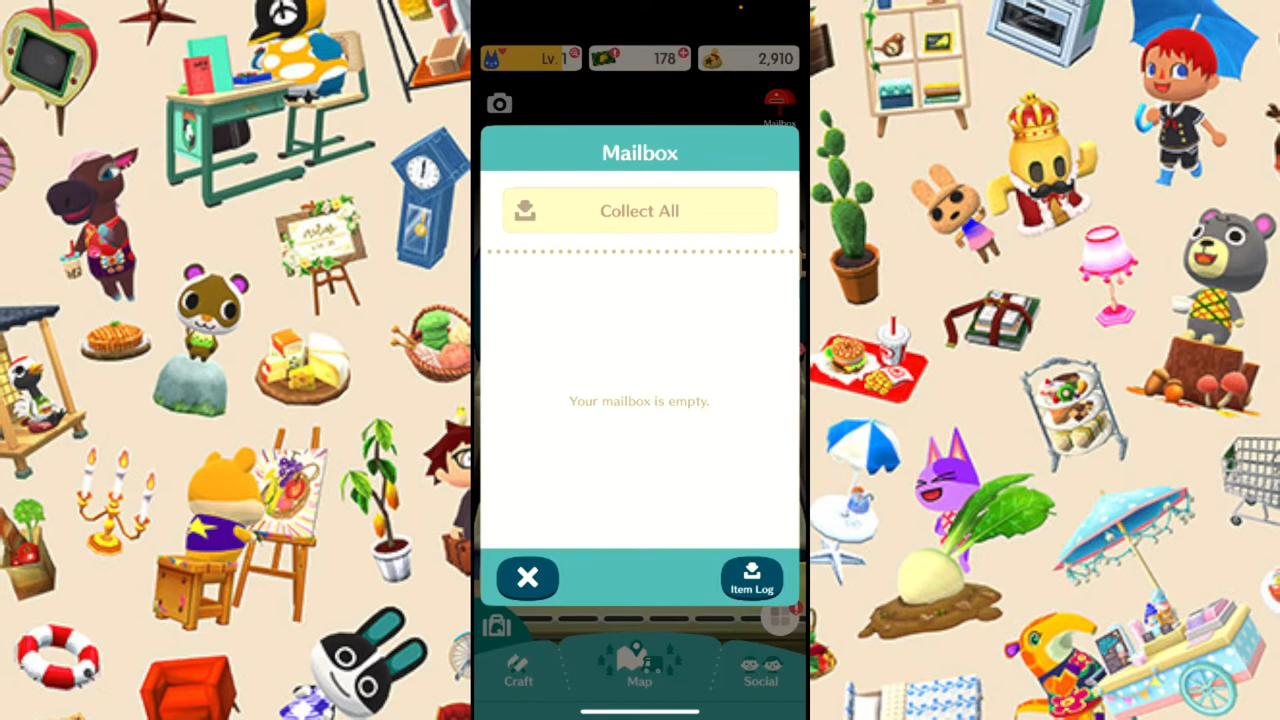 Lv. 1
178
2,910
Mailbox
Mailbox
Collect All
Your mailbox is empty.
Item Log
Craft
Map
Social